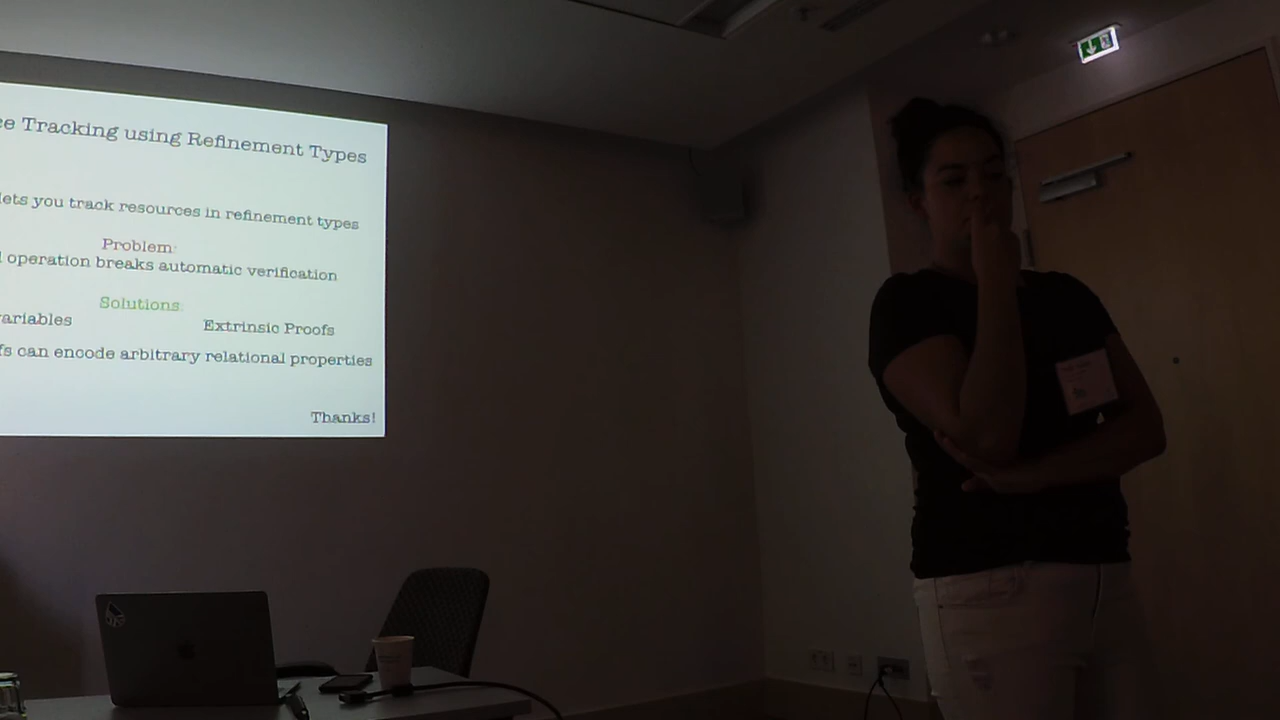 Tracking using Refinement Types
lets you track resources in refinement types
Problem:
operation breaks automatic verification
Solutions:
Extrinsic Proofs
can encode arbitrary relational properties
Thanks!